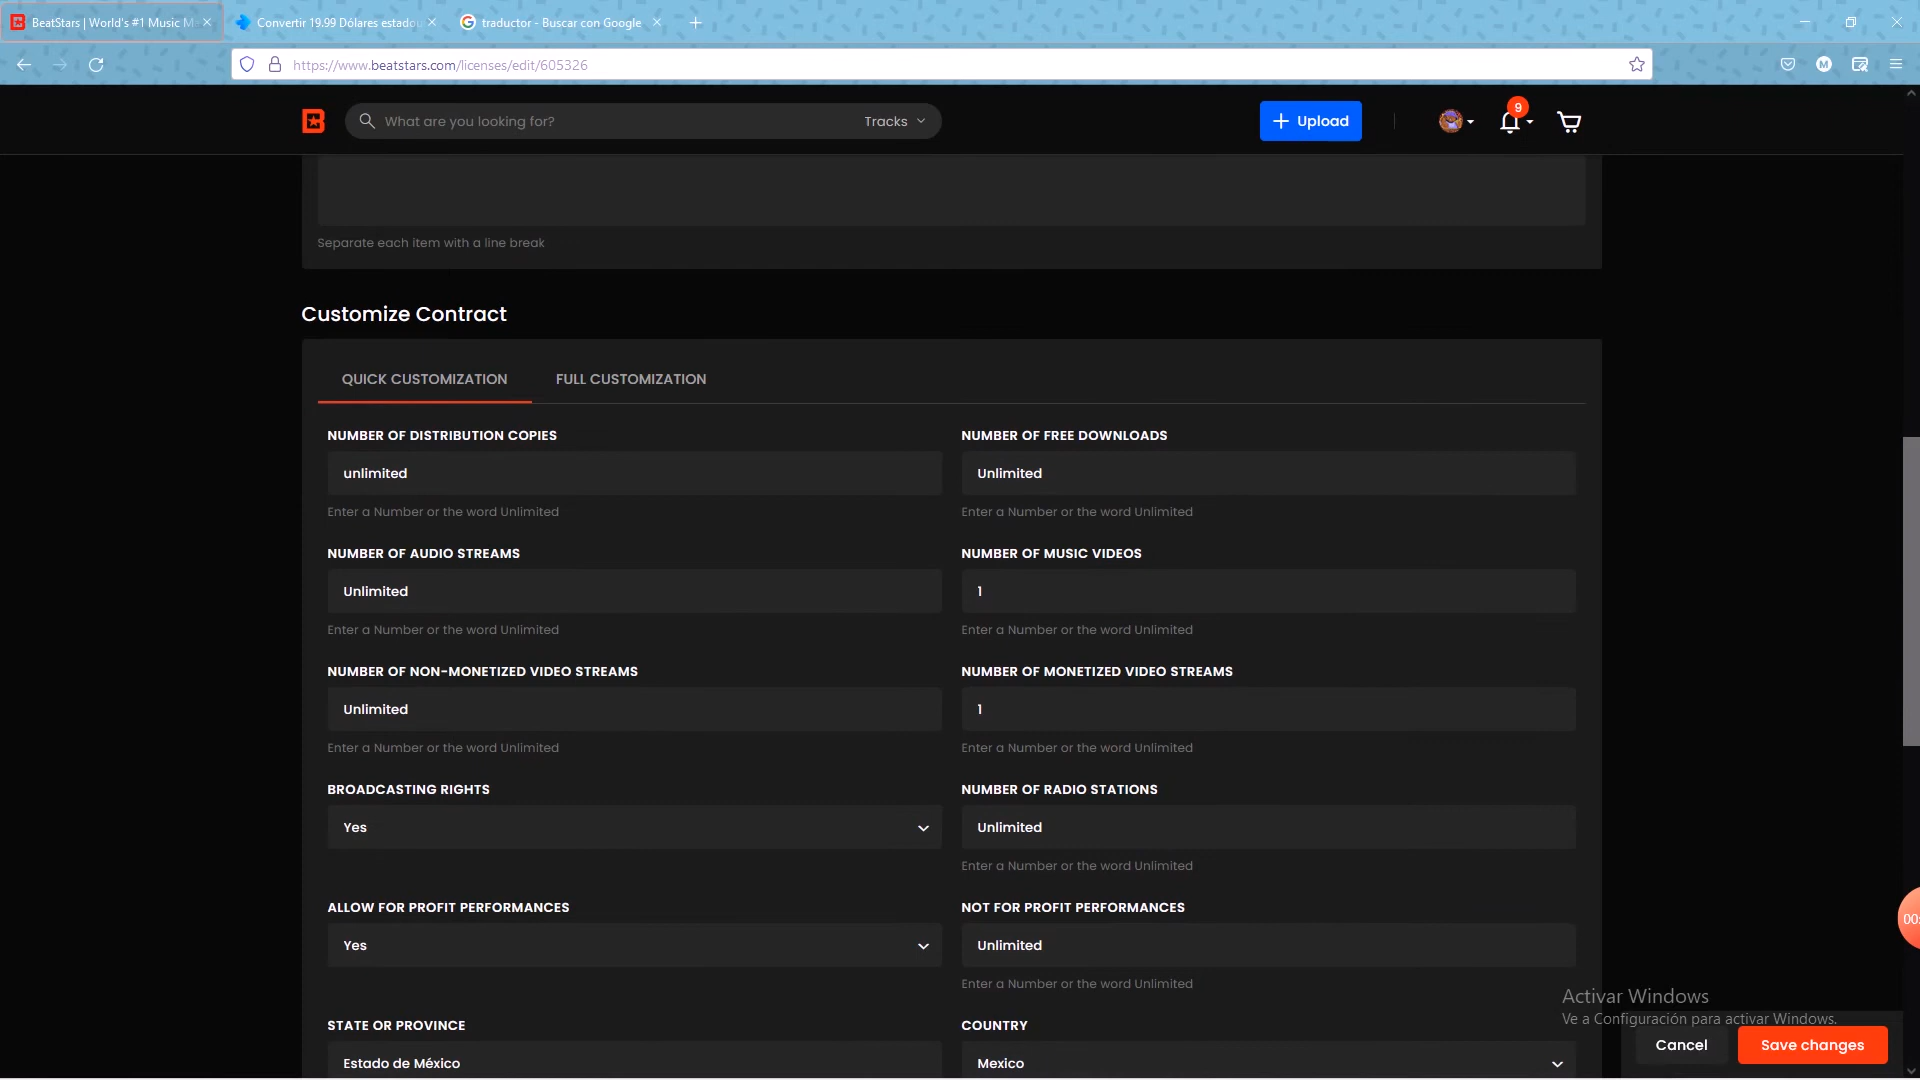 BeatStars | World's #1 Music M
Convertir 19.99 Dólares estadou
traductor - Buscar con Google
https://www.beatstars.com/licenses/edit/605326
M
What are you looking for?
Tracks
Upload
9
Separate each item with a line break
Customize Contract
QUICK CUSTOMIZATION
FULL CUSTOMIZATION
NUMBER OF DISTRIBUTION COPIES
NUMBER OF FREE DOWNLOADS
unlimited
Unlimited
Enter a Number or the word Unlimited
Enter a Number or the word Unlimited
NUMBER OF AUDIO STREAMS
NUMBER OF MUSIC VIDEOS
Unlimited
1
Enter a Number or the word Unlimited
Enter a Number or the word Unlimited
NUMBER OF NON-MONETIZED VIDEO STREAMS
NUMBER OF MONETIZED VIDEO STREAMS
Unlimited
1
Enter a Number or the word Unlimited
Enter a Number or the word Unlimited
BROADCASTING RIGHTS
NUMBER OF RADIO STATIONS
Yes
Unlimited
Enter a Number or the word Unlimited
00:
ALLOW FOR PROFIT PERFORMANCES
NOT FOR PROFIT PERFORMANCES
Yes
Unlimited
Enter a Number or the word Unlimited
Activar Windows
Ve a Configuración para activar Windows.
STATE OR PROVINCE
COUNTRY
Estado de México
Mexico
Cancel
Save changes